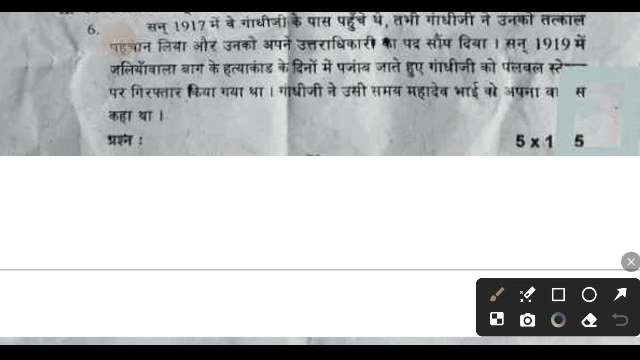 6. सन् 1917 में वे गांधीजी के पास पहुँचे थे, तभी गांधीजी ने उनको तत्काल
पहचान लिया और उनको अपने उत्तराधिकारी का पद सौंप दिया । सन् 1919 में
जलियाँवाला बाग के हत्याकांड के दिनों में पंजाब जाते हुए गांधीजी को पलवल
पर गिरफ्तार किया गया था । गांधीजी ने उसी समय महादेव भाई को अपना
कहा था ।
प्रश्न : 5 x 1 5